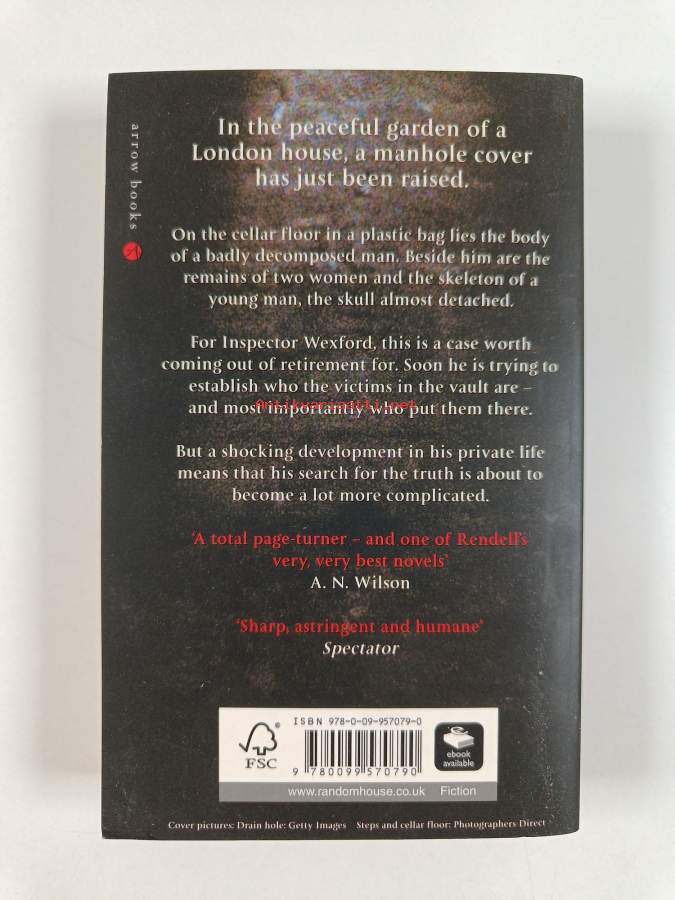 arrow books
In the peaceful garden of a
London house, a manhole cover
has just been raised.
On the cellar floor in a plastic bag lies the body
of a badly decomposed man. Beside him are the
remains of two women and the skeleton of a
young man, the skull almost detached.
For Inspector Wexford, this is a case worth
coming out of retirement for. Soon he is trying to
establish who the victims in the vault are –
and most importantly who put them there.
Antikvariaatti.net
But a shocking development in his private life
means that his search for the truth is about to
become a lot more complicated.
‘A total page-turner – and one of Rendell’s
very, very best novels’
A. N. Wilson
‘Sharp, astringent and humane’
Spectator
ISBN 978-0-09-957079-0
FSC
9 780099 570790
ebook
available
www.randomhouse.co.uk Fiction
Cover pictures: Drain hole: Getty Images Steps and cellar floor: Photographers Direct